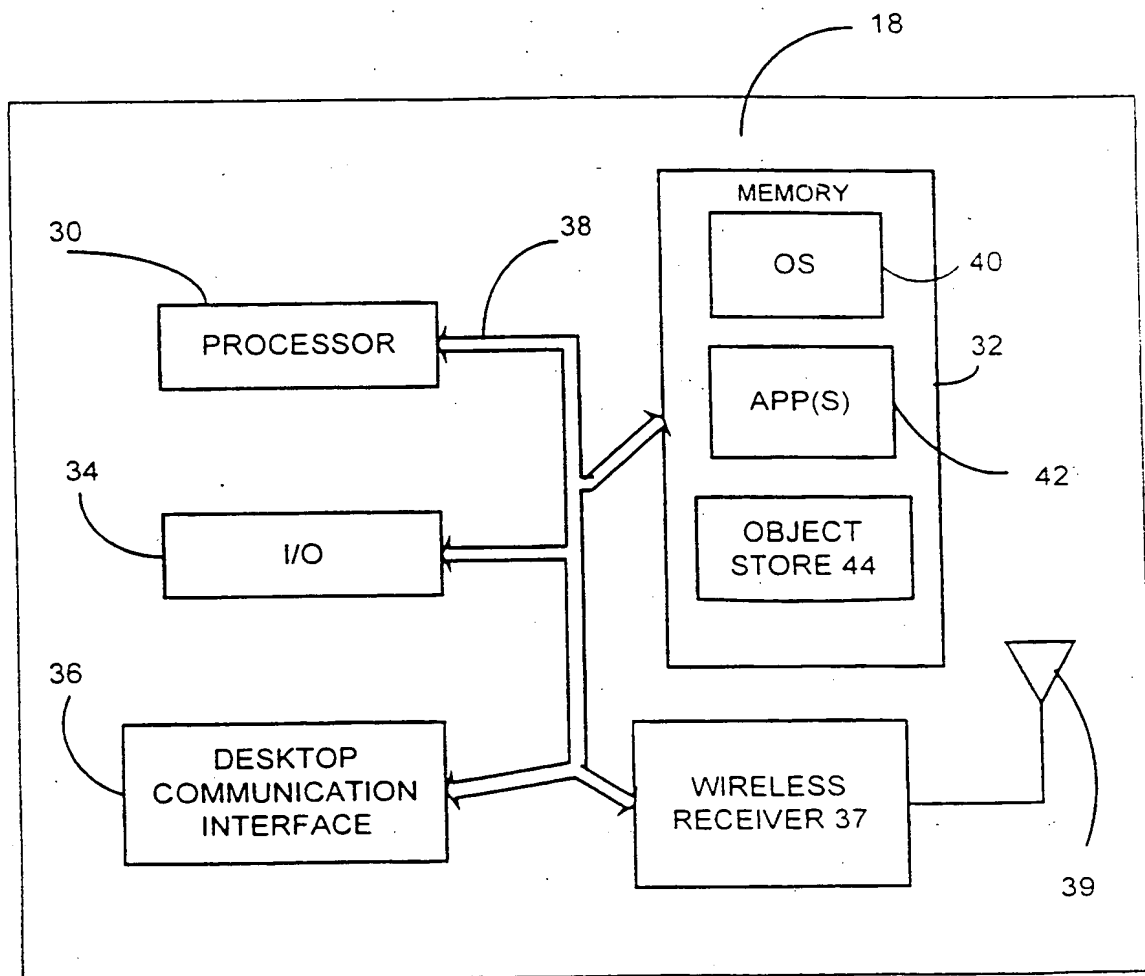 18
MEMORY
30
38
OS
40
PROCESSOR
32
APP(S)
34
42
I/O
OBJECT
STORE 44
36
DESKTOP
COMMUNICATION
INTERFACE
WIRELESS
RECEIVER 37
39